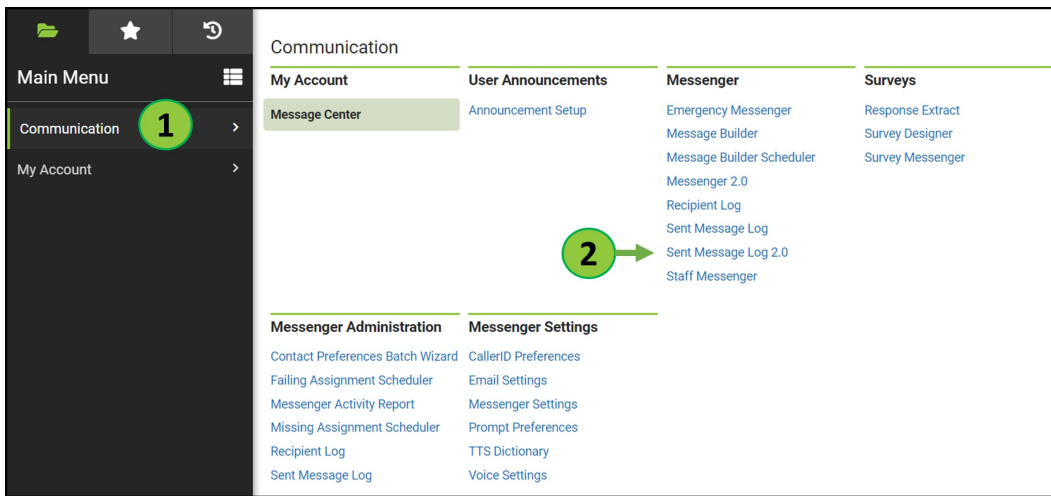 Main Menu
Communication
1
My Account
Communication
My Account
Message Center
User Announcements
Announcement Setup
Messenger
Emergency Messenger
Message Builder
Message Builder Scheduler
Messenger 2.0
Recipient Log
Sent Message Log
2
Sent Message Log 2.0
Staff Messenger
Surveys
Response Extract
Survey Designer
Survey Messenger
Messenger Administration
Contact Preferences Batch Wizard
Failing Assignment Scheduler
Messenger Activity Report
Missing Assignment Scheduler
Recipient Log
Sent Message Log
Messenger Settings
CallerID Preferences
Email Settings
Messenger Settings
Prompt Preferences
TTS Dictionary
Voice Settings